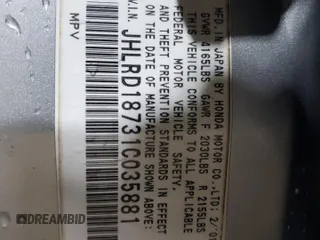 MFD. IN JAPAN BY HONDA MOTOR CO.,LTD; 2/0
GVWR 4165LBS GAWR F 2030LBS R 2155LBS
THIS VEHICLE CONFORMS TO ALL APPLICABLE
FEDERAL MOTOR VEHICLE SAFETY
AND THEFT PREVENTION STANDARDS IN EFFECT
ON THE DATE OF MANUFACTURE SHOWN ABOVE.
V.I.N. JHLRD18731C035881
MPV
DREAMBID